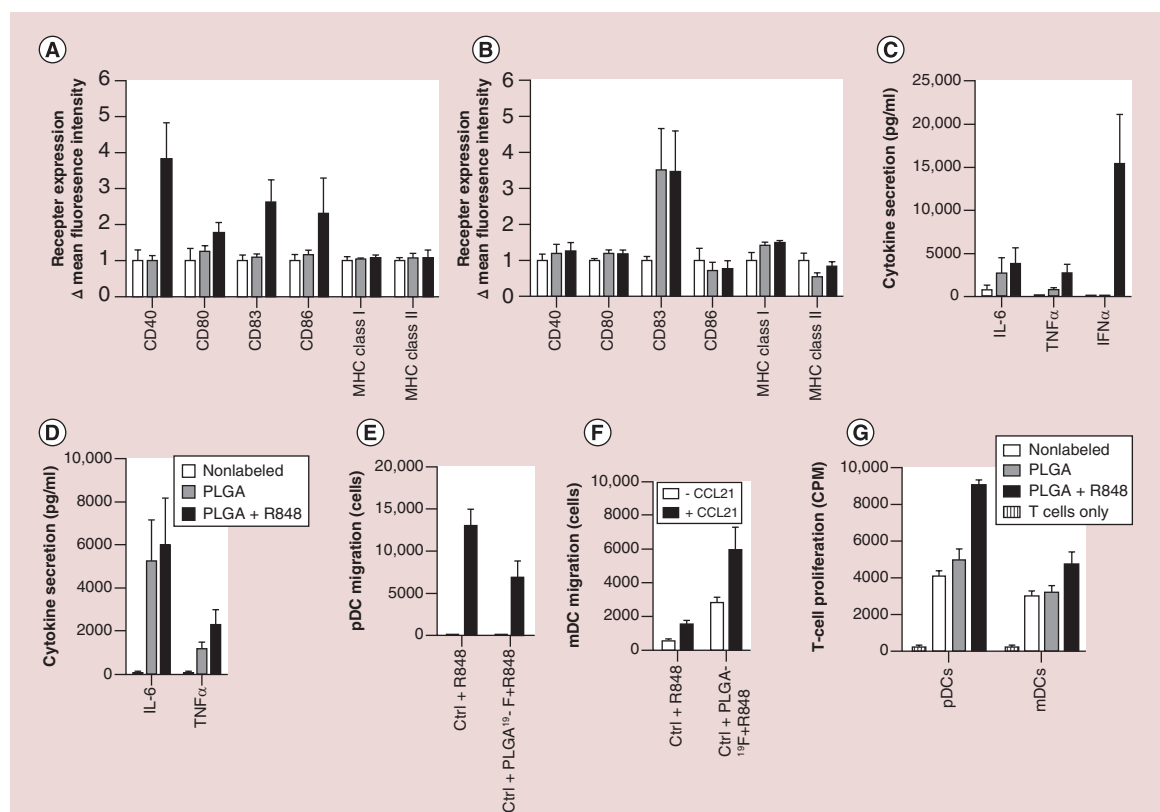 A
Recepter expression
Δ mean fluoresence intensity
6
5
4
3
2
1
0
CD40
CD80
CD83
CD86
MHC class I
MHC class II
B
Recepter expression
Δ mean fluoresence intensity
6
5
4
3
2
1
0
CD40
CD80
CD83
CD86
MHC class I
MHC class II
C
Cytokine secretion (pg/ml)
25,000
20,000
15,000
10,000
5000
0
IL-6
TNFα
IFNα
D
Cytokine secretion (pg/ml)
10,000
8000
6000
4000
2000
0
IL-6
TNFα
Nonlabeled
PLGA
PLGA + R848
E
pDC migration (cells)
20,000
15,000
10,000
5000
0
Ctrl + R848
Ctrl + PLGA¹⁹- F+R848
F
mDC migration (cells)
10,000
8000
6000
4000
2000
0
- CCL21
+ CCL21
Ctrl + R848
Ctrl + PLGA-
¹⁹F+R848
G
T-cell proliferation (CPM)
10,000
8000
6000
4000
2000
0
pDCs
mDCs
Nonlabeled
PLGA
PLGA + R848
T cells only